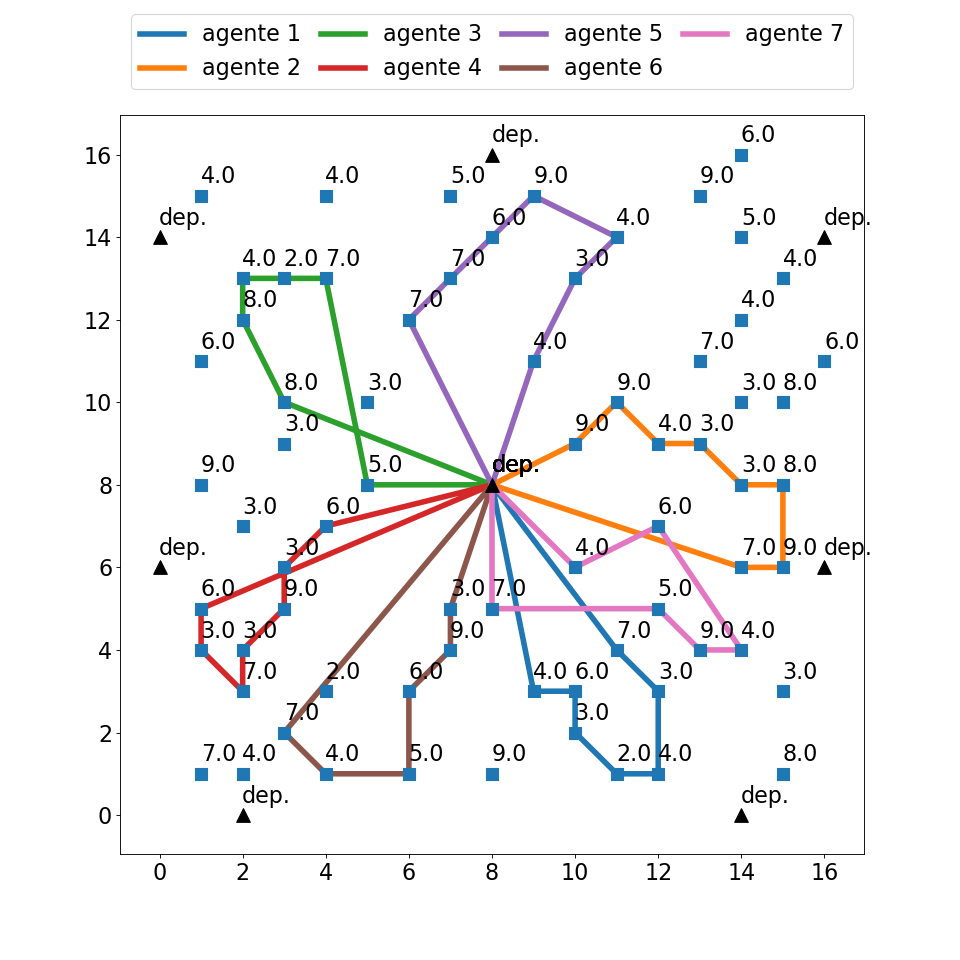 agente 1 agente 3 agente 5 agente 7
agente 2 agente 4 agente 6
16 dep. 6.0
4.0 4.0 5.0 9.0 9.0
14 dep. 6.0 4.0 5.0 dep.
4.0 2.0 7.0 7.0 3.0 4.0
12 8.0 7.0 4.0
6.0 4.0 7.0 6.0
10 8.0 3.0 9.0 3.0 8.0
3.0 9.0 4.0 3.0
8 9.0 5.0 dep. 3.0 8.0
3.0 6.0 6.0
6 dep. 3.0 4.0 7.0 9.0 dep.
6.0 9.0 3.0 7.0 5.0
4 3.0 3.0 9.0 7.0 9.0 4.0
7.0 2.0 6.0 4.0 6.0 3.0 3.0
2 7.0 3.0
7.0 4.0 4.0 5.0 9.0 2.0 4.0 8.0
0 dep. dep.
0 2 4 6 8 10 12 14 16